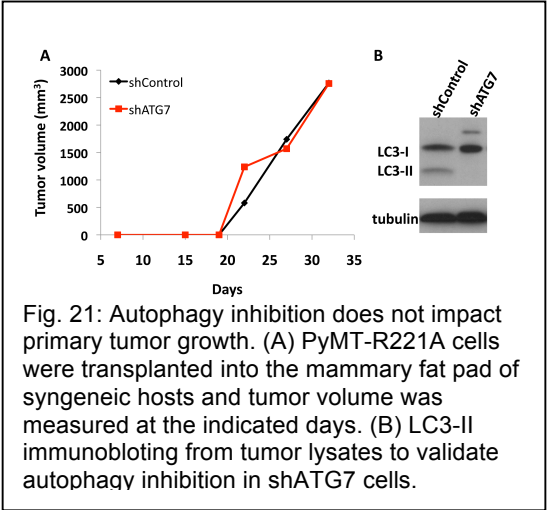 A
B
shControl
shATG7
Tumor volume (mm³)
3000
2500
2000
1500
1000
500
0
5 10 15 20 25 30 35
Days
shControl
shATG7
LC3-I
LC3-II
tubulin
Fig. 21: Autophagy inhibition does not impact
primary tumor growth. (A) PyMT-R221A cells
were transplanted into the mammary fat pad of
syngeneic hosts and tumor volume was
measured at the indicated days. (B) LC3-II
immunobloting from tumor lysates to validate
autophagy inhibition in shATG7 cells.